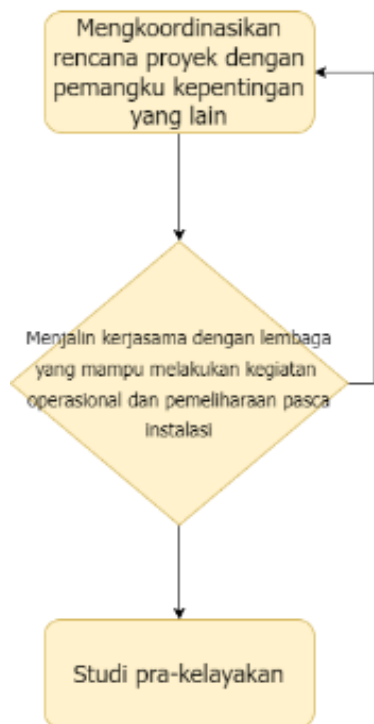 Mengkoordinasikan
rencana proyek dengan
pemangku kepentingan
yang lain
Menjalin kerjasama dengan lembaga
yang mampu melakukan kegiatan
operasional dan pemeliharaan pasca
instalasi
Studi pra-kelayakan